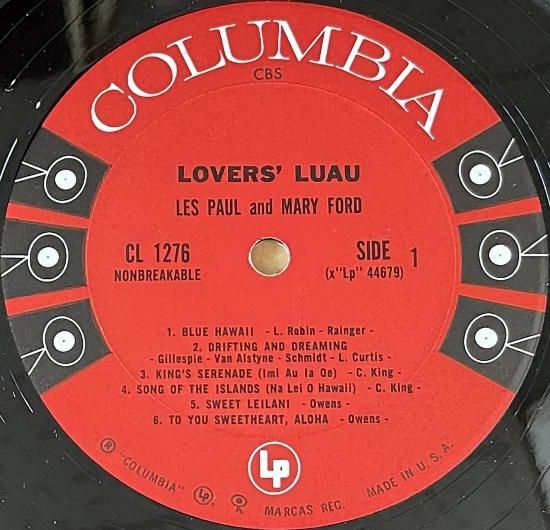 COLUMBIA
CBS
LOVERS' LUAU
LES PAUL and MARY FORD
CL 1276
NONBREAKABLE
SIDE 1
(x"Lp" 44679)
1. BLUE HAWAII - L. Robin - Rainger -
2. DRIFTING AND DREAMING
- Gillespie - Van Alstyne - Schmidt - L. Curtis -
3. KING'S SERENADE (Imi Au Ia Oe) - C. King -
4. SONG OF THE ISLANDS (Na Lei O Hawaii) - C. King -
5. SWEET LEILANI - Owens -
6. TO YOU SWEETHEART, ALOHA - Owens -
Lp
® "COLUMBIA" Lp MARCAS REG. MADE IN U.S.A.